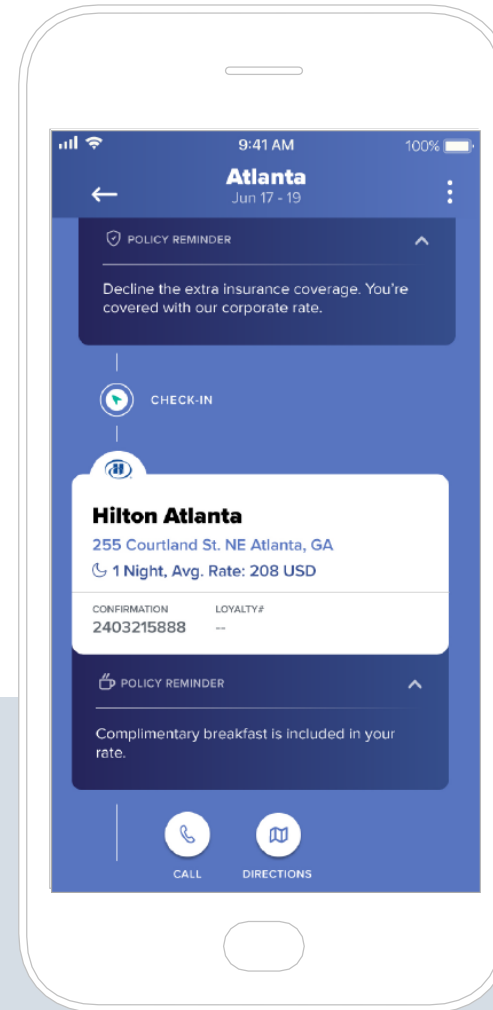 9:41 AM
100%
Atlanta
Jun 17 - 19
POLICY REMINDER
Decline the extra insurance coverage. You're
covered with our corporate rate.
CHECK-IN
H
Hilton Atlanta
255 Courtland St. NE Atlanta, GA
1 Night, Avg. Rate: 208 USD
CONFIRMATION LOYALTY#
2403215888 --
POLICY REMINDER
Complimentary breakfast is included in your
rate.
CALL DIRECTIONS